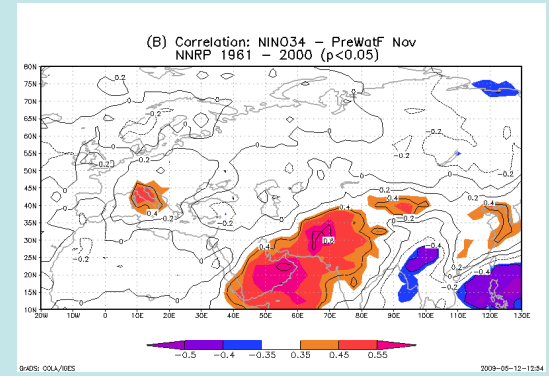 (B) Correlation: NINO34 – PreWatF Nov
NNRP 1961 – 2000 (p<0.05)
80N
75N
70N
65N
60N
55N
50N
45N
40N
35N
30N
25N
20N
15N
10N
20W 10W 0 10E 20E 30E 40E 50E 60E 70E 80E 90E 100E 110E 120E 130E
-0.5 -0.4 -0.35 0.35 0.45 0.55
GrADS: COLA/IGES
2009-05-12-12:54